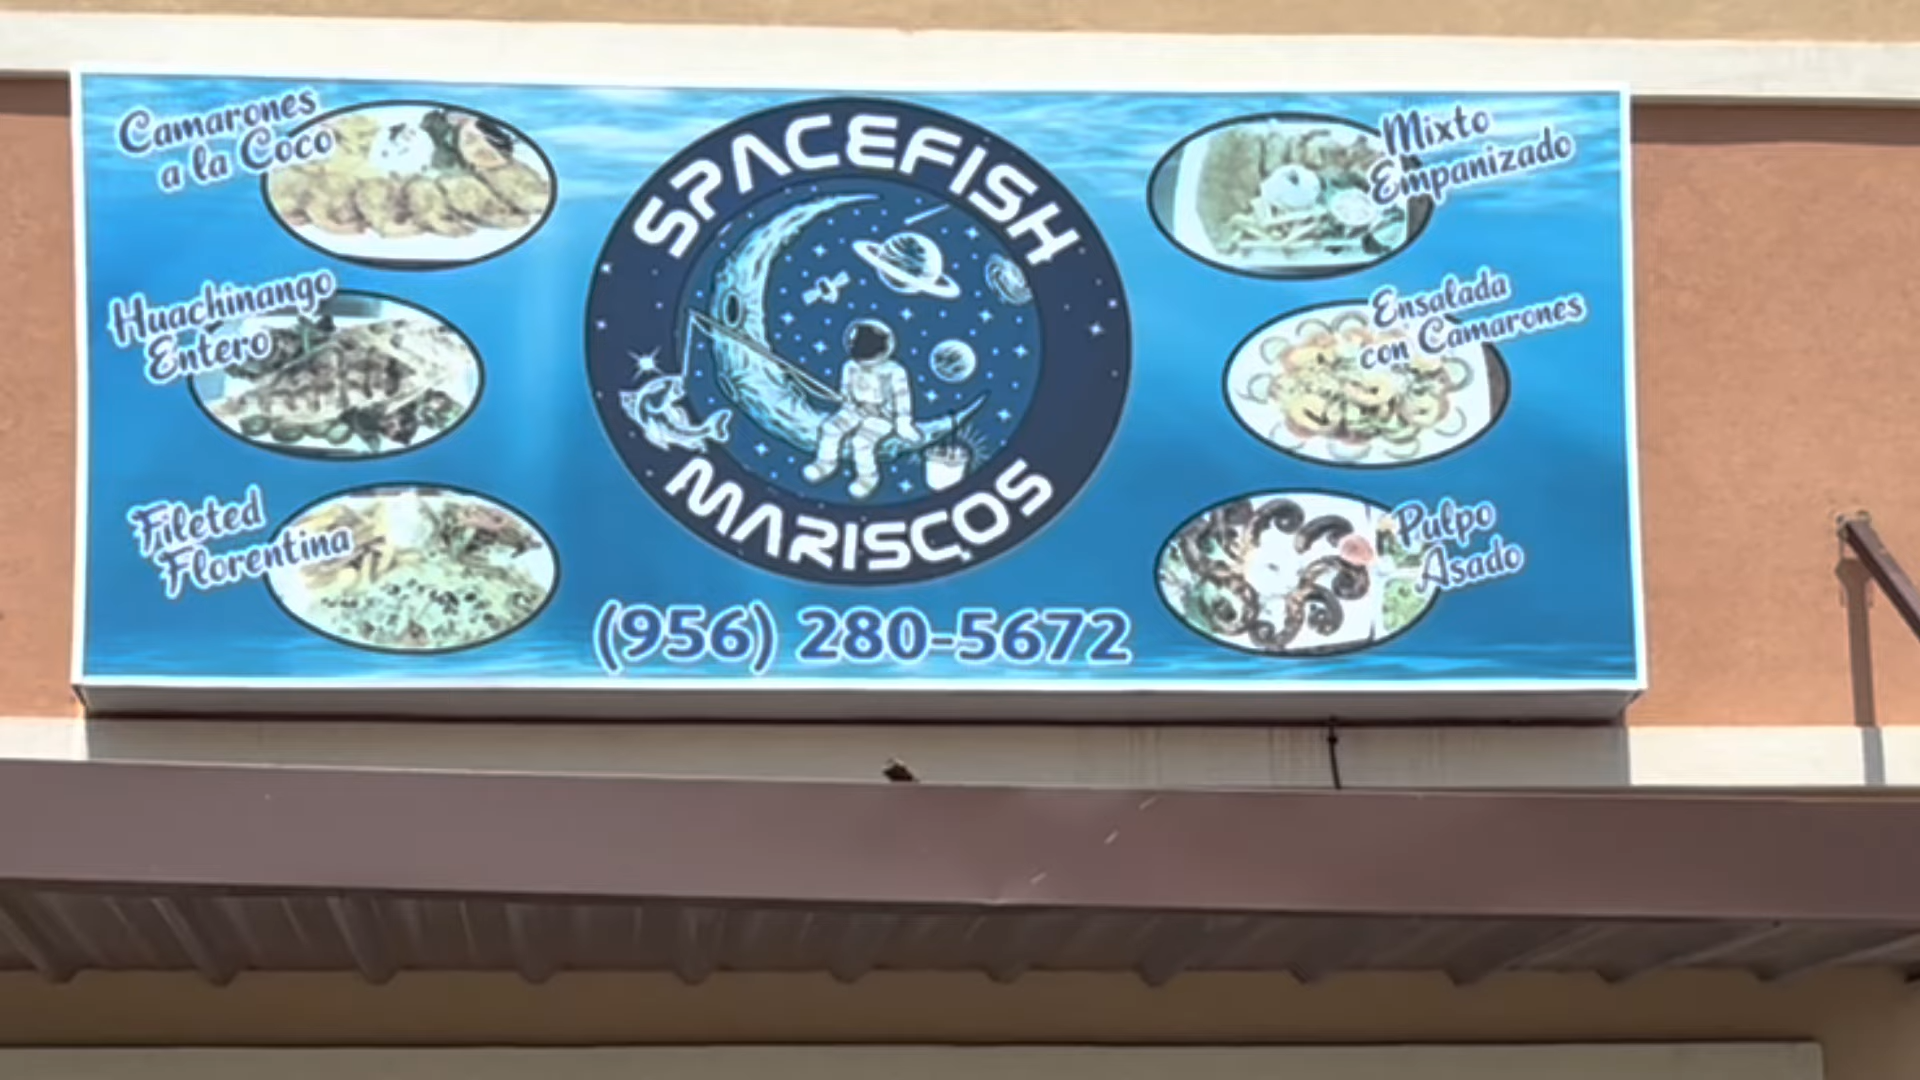 Camarones
a la Coco
Huachinango
Entero
Fileted
Florentina
SPACEFISH
MARISCOS
(956) 280-5672
Mixto
Empanizado
Ensalada
con Camarones
Pulpo
Asado